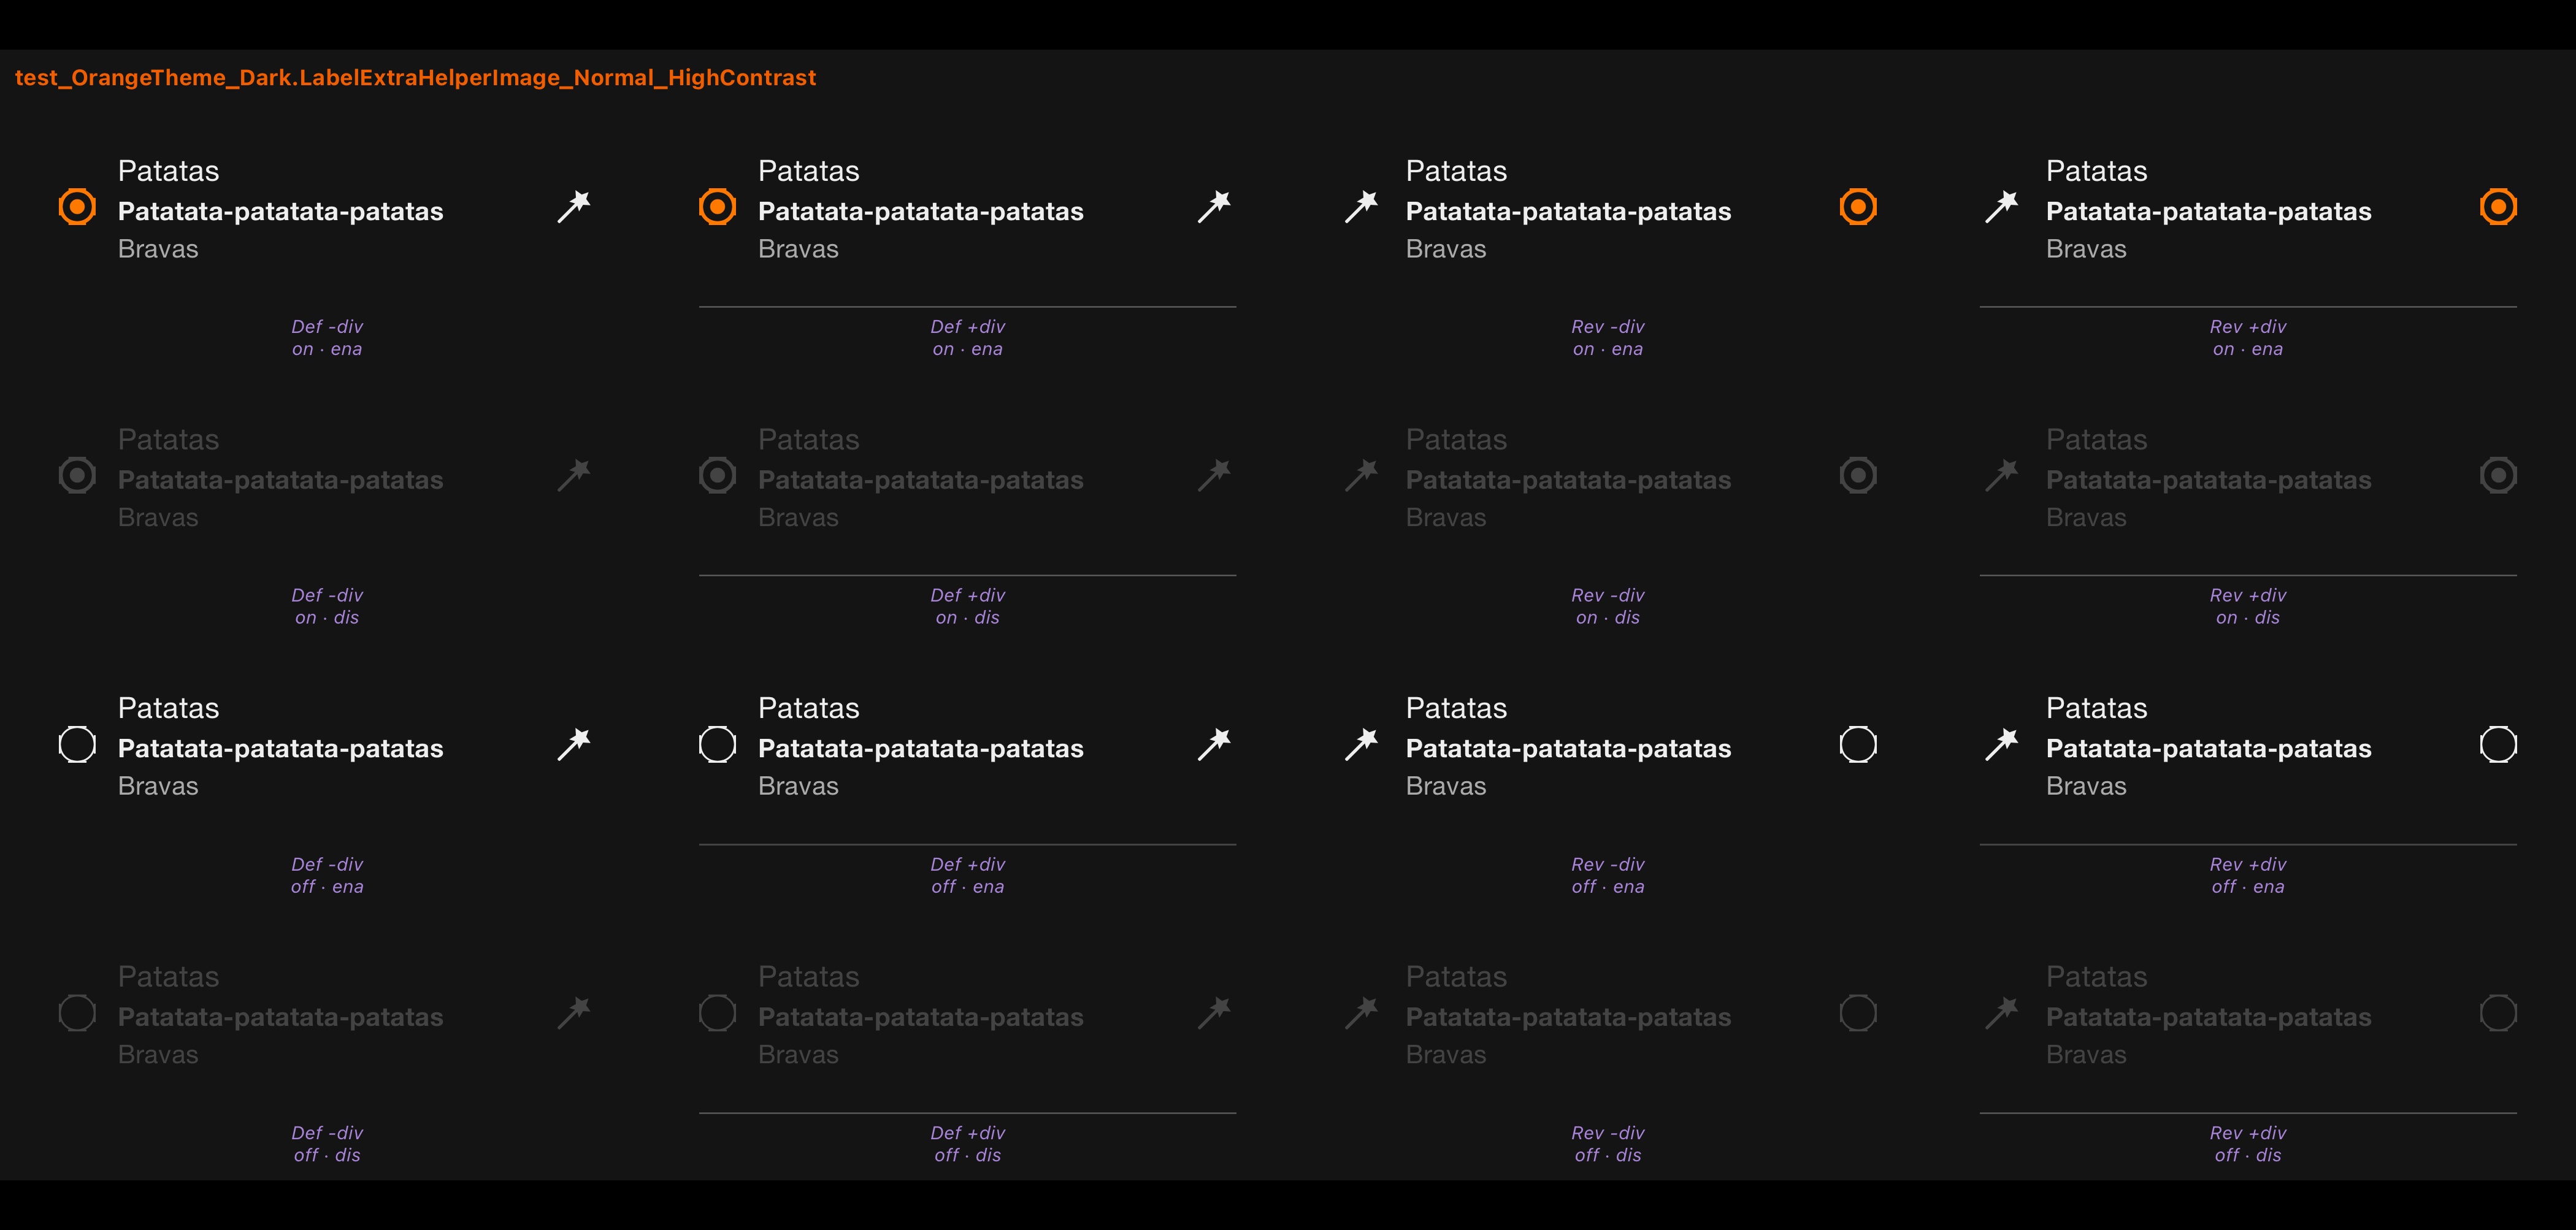 test_OrangeTheme_Dark.LabelExtraHelperImage_Normal_HighContrast
Patatas
Patatata-patatata-patatas
Bravas
Def -div
on · ena
Patatas
Patatata-patatata-patatas
Bravas
Def +div
on · ena
Patatas
Patatata-patatata-patatas
Bravas
Rev -div
on · ena
Patatas
Patatata-patatata-patatas
Bravas
Rev +div
on · ena
Patatas
Patatata-patatata-patatas
Bravas
Def -div
on · dis
Patatas
Patatata-patatata-patatas
Bravas
Def +div
on · dis
Patatas
Patatata-patatata-patatas
Bravas
Rev -div
on · dis
Patatas
Patatata-patatata-patatas
Bravas
Rev +div
on · dis
Patatas
Patatata-patatata-patatas
Bravas
Def -div
off · ena
Patatas
Patatata-patatata-patatas
Bravas
Def +div
off · ena
Patatas
Patatata-patatata-patatas
Bravas
Rev -div
off · ena
Patatas
Patatata-patatata-patatas
Bravas
Rev +div
off · ena
Patatas
Patatata-patatata-patatas
Bravas
Def -div
off · dis
Patatas
Patatata-patatata-patatas
Bravas
Def +div
off · dis
Patatas
Patatata-patatata-patatas
Bravas
Rev -div
off · dis
Patatas
Patatata-patatata-patatas
Bravas
Rev +div
off · dis